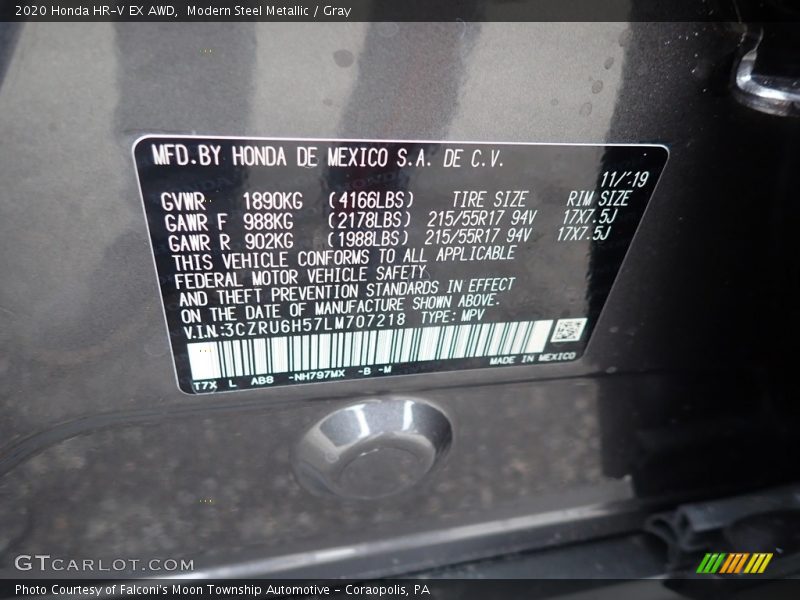 2020 Honda HR-V EX AWD,  Modern Steel Metallic / Gray
MFD.BY HONDA DE MEXICO S.A. DE C.V.
11/'19
GVWR 1890KG (4166LBS) TIRE SIZE RIM SIZE
GAWR F 988KG (2178LBS) 215/55R17 94V 17X7.5J
GAWR R 902KG (1988LBS) 215/55R17 94V 17X7.5J
THIS VEHICLE CONFORMS TO ALL APPLICABLE
FEDERAL MOTOR VEHICLE SAFETY
AND THEFT PREVENTION STANDARDS IN EFFECT
ON THE DATE OF MANUFACTURE SHOWN ABOVE.
V.I.N:3CZRU6H57LM707218 TYPE: MPV
MADE IN MEXICO
T7X L AB8 -NH797MX -B -M
GTCARLOT.COM
Photo Courtesy of Falconi's Moon Township Automotive - Coraopolis, PA